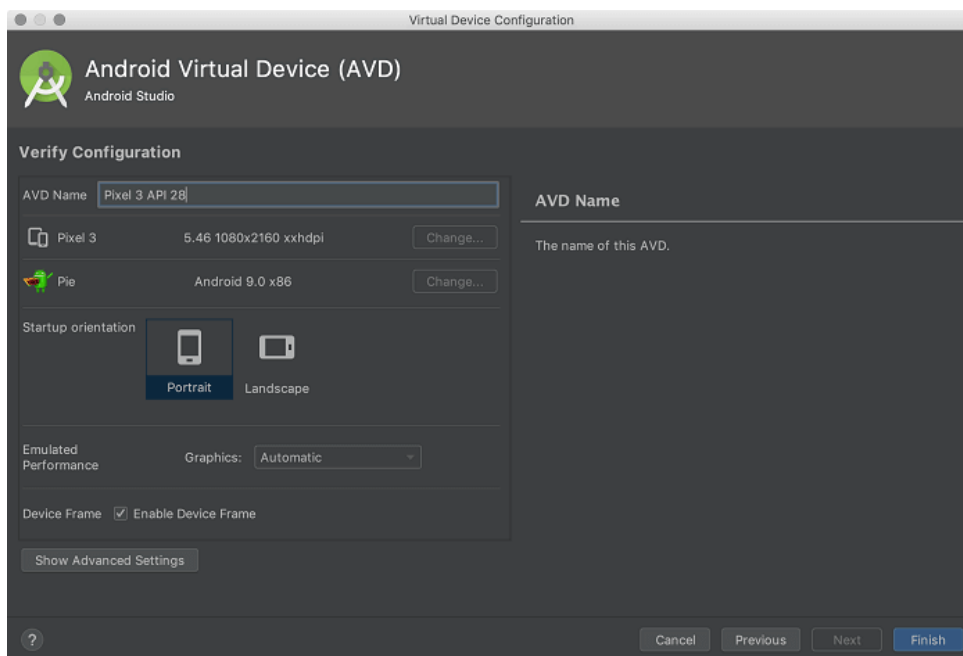 Virtual Device Configuration
Android Virtual Device (AVD)
Android Studio
Verify Configuration
AVD Name Pixel 3 API 28
Pixel 3 5.46 1080x2160 xxhdpi Change...
Pie Android 9.0 x86 Change...
Startup orientation
Portrait Landscape
Emulated
Performance
Graphics: Automatic
Device Frame Enable Device Frame
Show Advanced Settings
AVD Name
The name of this AVD.
? Cancel Previous Next Finish